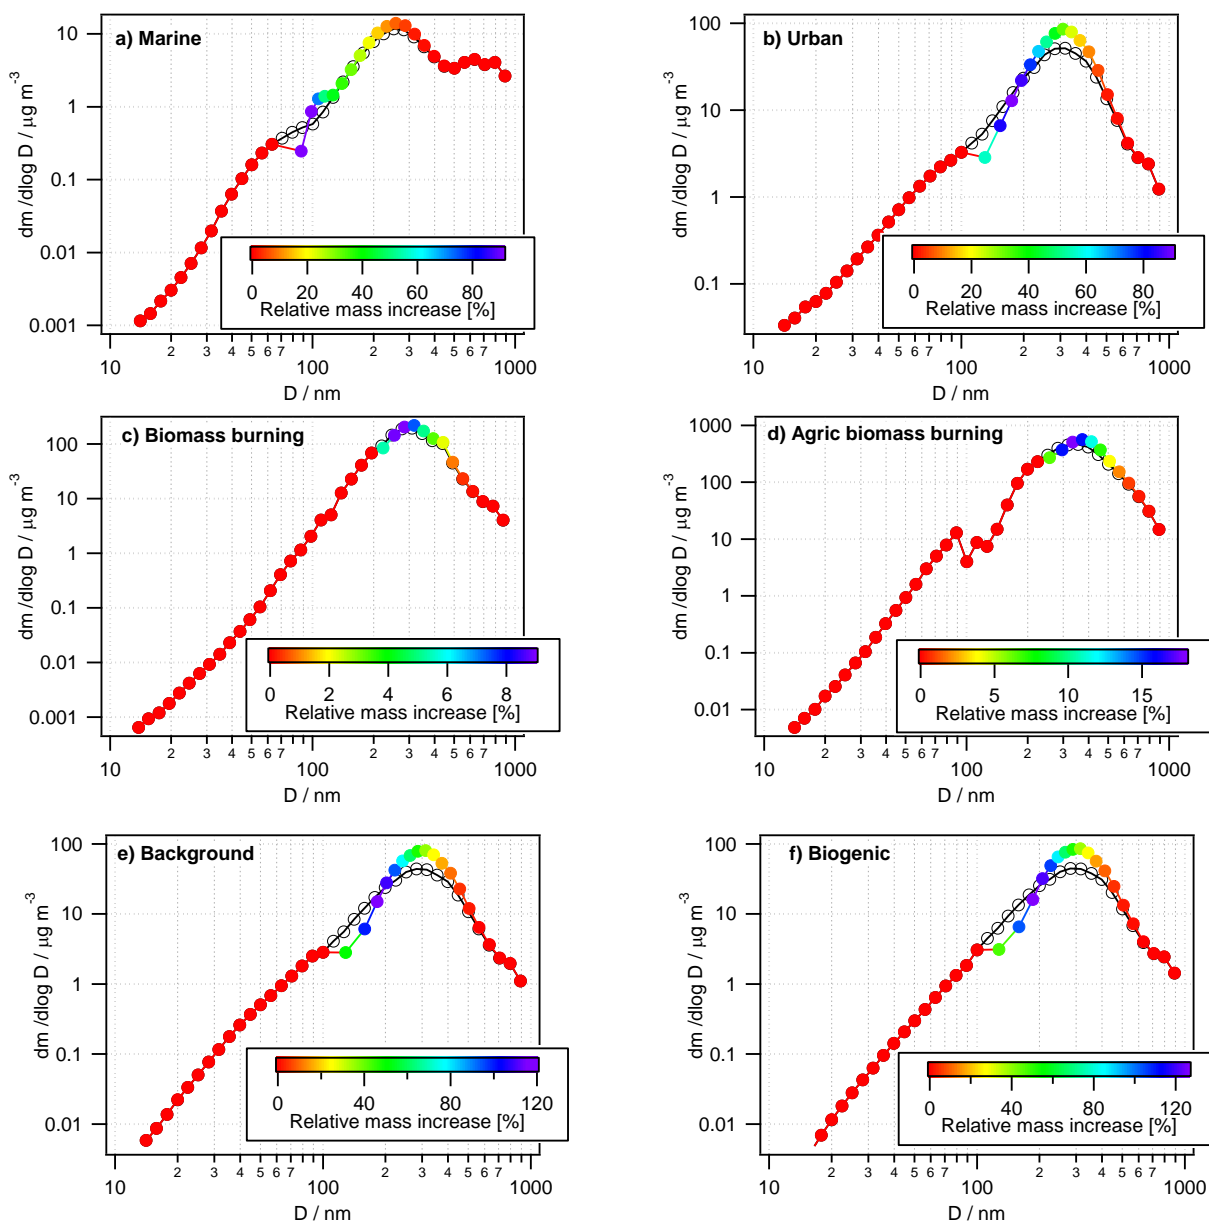 a) Marine
dm /dlog D / µg m⁻³
10
1
0.1
0.01
0.001
0 20 40 60 80
Relative mass increase [%]
2 3 4 5 6 7 2 3 4 5 6 7
10 100 1000
D / nm
b) Urban
dm /dlog D / µg m⁻³
100
10
1
0.1
0 20 40 60 80
Relative mass increase [%]
2 3 4 5 6 7 2 3 4 5 6 7
10 100 1000
D / nm
c) Biomass burning
dm /dlog D / µg m⁻³
100
10
1
0.1
0.01
0.001
0 2 4 6 8
Relative mass increase [%]
2 3 4 5 6 7 2 3 4 5 6 7
10 100 1000
D / nm
d) Agric biomass burning
dm /dlog D / µg m⁻³
1000
100
10
1
0.1
0.01
0 5 10 15
Relative mass increase [%]
2 3 4 5 6 7 2 3 4 5 6 7
10 100 1000
D / nm
e) Background
dm /dlog D / µg m⁻³
100
10
1
0.1
0.01
0 40 80 120
Relative mass increase [%]
2 3 4 5 6 7 2 3 4 5 6 7
10 100 1000
D / nm
f) Biogenic
dm /dlog D / µg m⁻³
100
10
1
0.1
0.01
0 40 80 120
Relative mass increase [%]
2 3 4 5 6 7 2 3 4 5 6 7
10 100 1000
D / nm